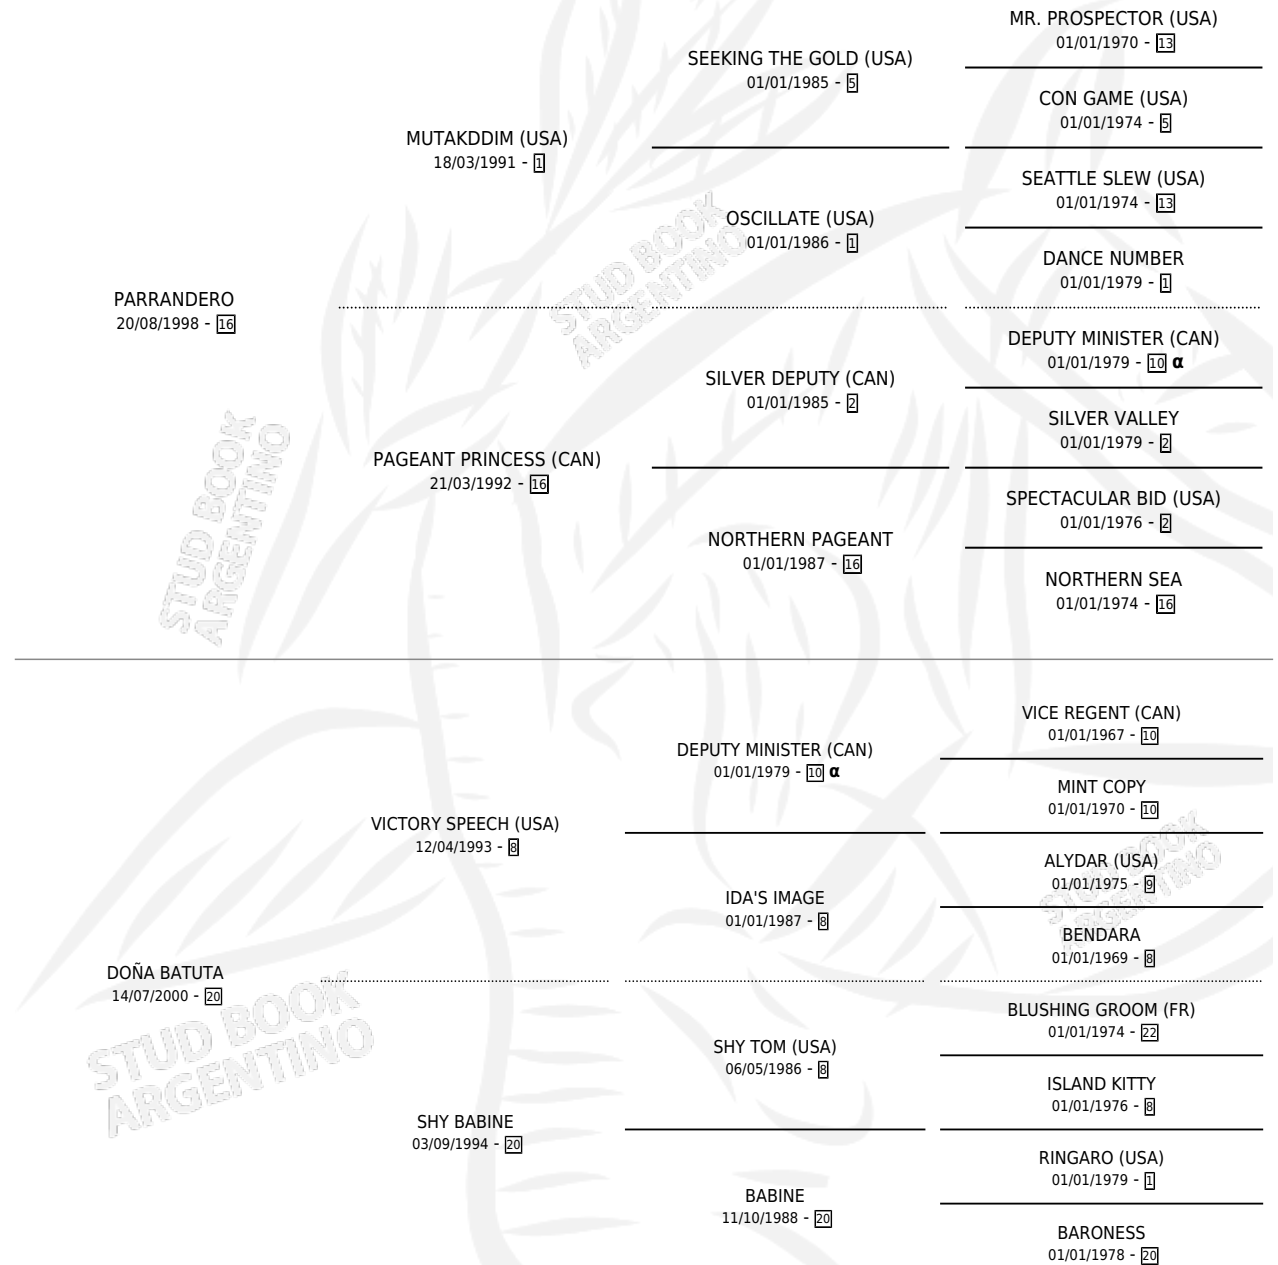 MR. PROSPECTOR (USA)
01/01/1970 - 13
SEEKING THE GOLD (USA)
01/01/1985 - 5
CON GAME (USA)
01/01/1974 - 5
MUTAKDDIM (USA)
18/03/1991 - 1
SEATTLE SLEW (USA)
01/01/1974 - 13
OSCILLATE (USA)
01/01/1986 - 1
DANCE NUMBER
01/01/1979 - 1
STUD BOOK
ARGENTINO
PARRANDERO
20/08/1998 - 16
DEPUTY MINISTER (CAN)
01/01/1979 - 10 α
SILVER DEPUTY (CAN)
01/01/1985 - 2
SILVER VALLEY
01/01/1979 - 2
PAGEANT PRINCESS (CAN)
21/03/1992 - 16
SPECTACULAR BID (USA)
01/01/1976 - 2
NORTHERN PAGEANT
01/01/1987 - 16
NORTHERN SEA
01/01/1974 - 16
STUD BOOK
ARGENTINO
VICE REGENT (CAN)
01/01/1967 - 10
DEPUTY MINISTER (CAN)
01/01/1979 - 10 α
MINT COPY
01/01/1970 - 10
VICTORY SPEECH (USA)
12/04/1993 - 8
ALYDAR (USA)
01/01/1975 - 9
IDA'S IMAGE
01/01/1987 - 8
BENDARA
01/01/1969 - 8
STUD BOOK
ARGENTINO
DOÑA BATUTA
14/07/2000 - 20
BLUSHING GROOM (FR)
01/01/1974 - 22
SHY TOM (USA)
06/05/1986 - 8
ISLAND KITTY
01/01/1976 - 8
SHY BABINE
03/09/1994 - 20
RINGARO (USA)
01/01/1979 - 1
BABINE
11/10/1988 - 20
BARONESS
01/01/1978 - 20
STUD BOOK
ARGENTINO